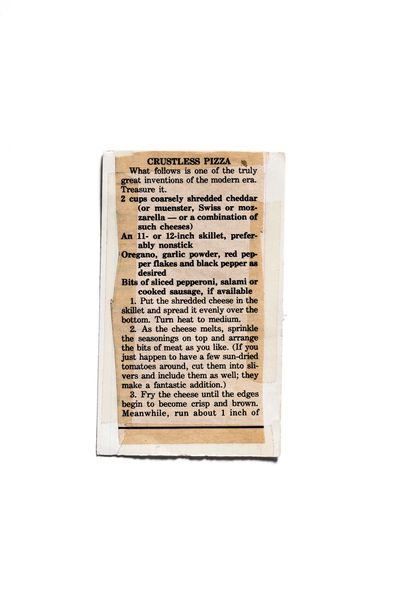 CRUSTLESS PIZZA
What follows is one of the truly
great inventions of the modern era.
Treasure it.
2 cups coarsely shredded cheddar
(or muenster, Swiss or moz-
zarella — or a combination of
such cheeses)
An 11- or 12-inch skillet, prefer-
ably nonstick
Oregano, garlic powder, red pep-
per flakes and black pepper as
desired
Bits of sliced pepperoni, salami or
cooked sausage, if available
1. Put the shredded cheese in the
skillet and spread it evenly over the
bottom. Turn heat to medium.
2. As the cheese melts, sprinkle
the seasonings on top and arrange
the bits of meat as you like. (If you
just happen to have a few sun-dried
tomatoes around, cut them into sli-
vers and include them as well; they
make a fantastic addition.)
3. Fry the cheese until the edges
begin to become crisp and brown.
Meanwhile, run about 1 inch of